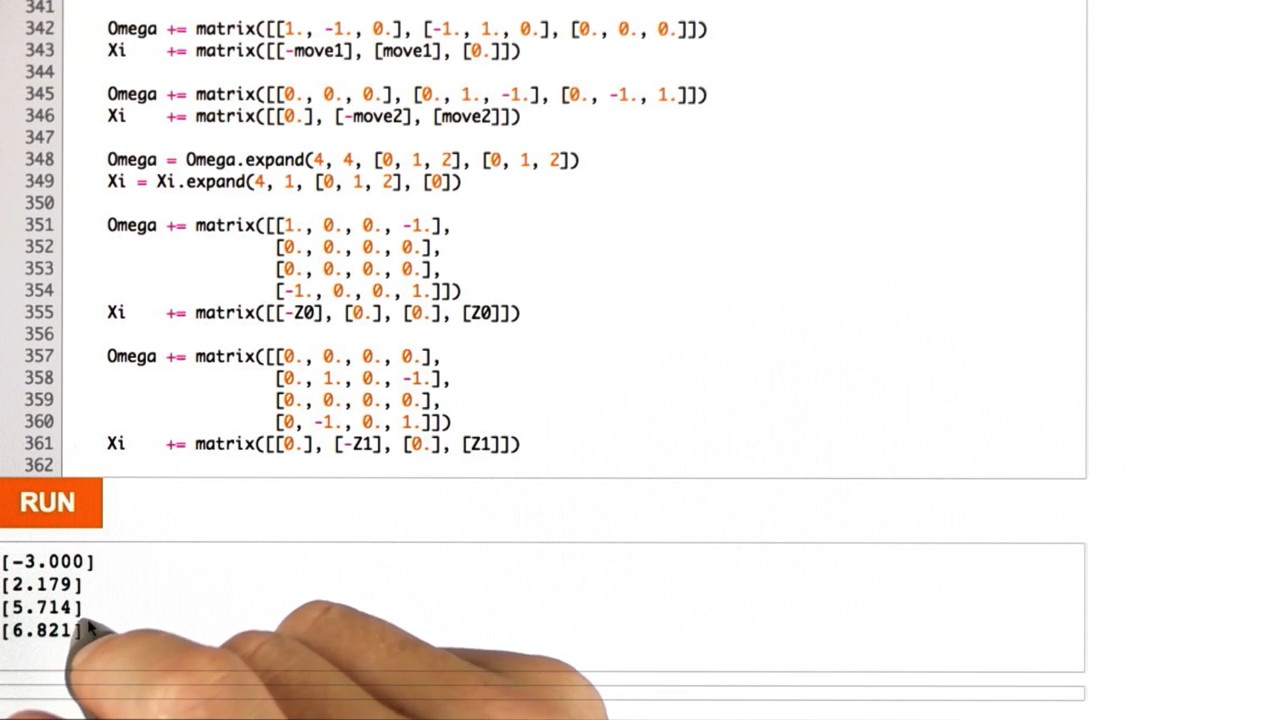 341
342 Omega += matrix([[1., -1., 0.], [-1., 1., 0.], [0., 0., 0.]])
343 Xi += matrix([[-move1], [move1], [0.]])
344
345 Omega += matrix([[0., 0., 0.], [0., 1., -1.], [0., -1., 1.]])
346 Xi += matrix([[0.], [-move2], [move2]])
347
348 Omega = Omega.expand(4, 4, [0, 1, 2], [0, 1, 2])
349 Xi = Xi.expand(4, 1, [0, 1, 2], [0])
350
351 Omega += matrix([[1., 0., 0., -1.],
352 [0., 0., 0., 0.],
353 [0., 0., 0., 0.],
354 [-1., 0., 0., 1.]])
355 Xi += matrix([[-Z0], [0.], [0.], [Z0]])
356
357 Omega += matrix([[0., 0., 0., 0.],
358 [0., 1., 0., -1.],
359 [0., 0., 0., 0.],
360 [0, -1., 0., 1.]])
361 Xi += matrix([[0.], [-Z1], [0.], [Z1]])
362
RUN
[-3.000]
[2.179]
[5.714]
[6.821]